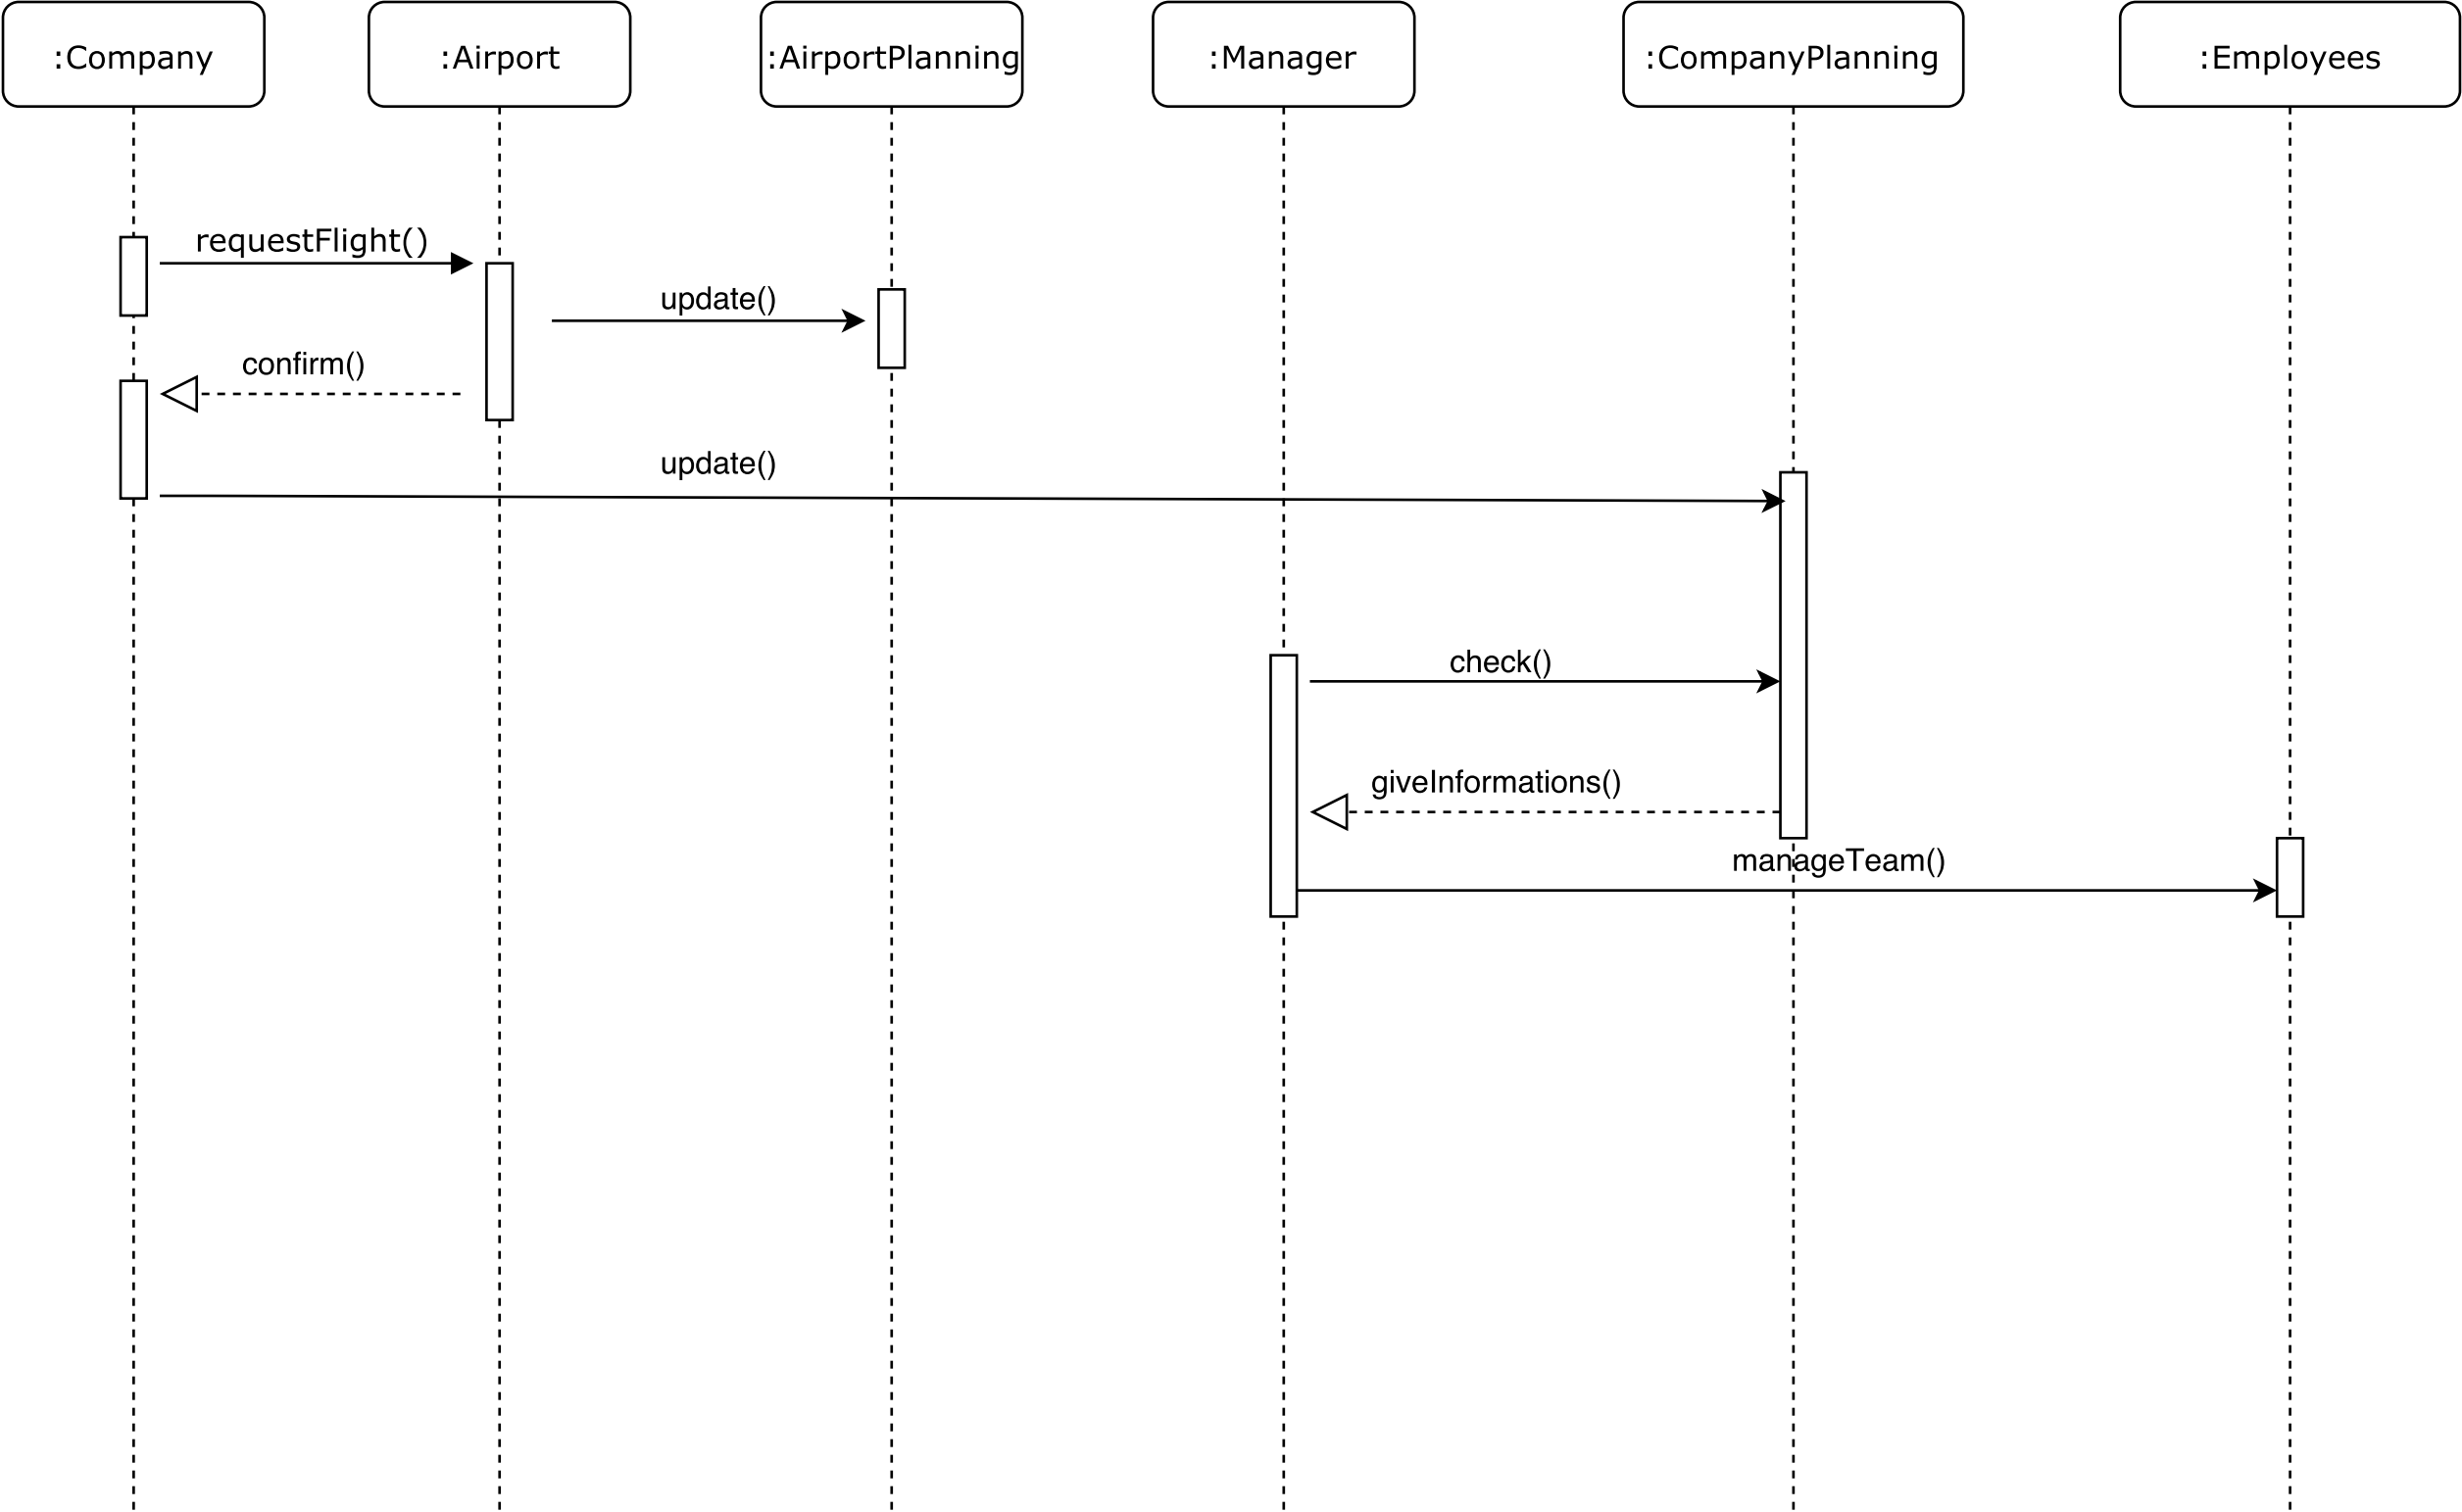 :Company
:Airport
:AirportPlanning
:Manager
:CompanyPlanning
:Employees
requestFlight()
update()
confirm()
update()
check()
giveInformations()
manageTeam()